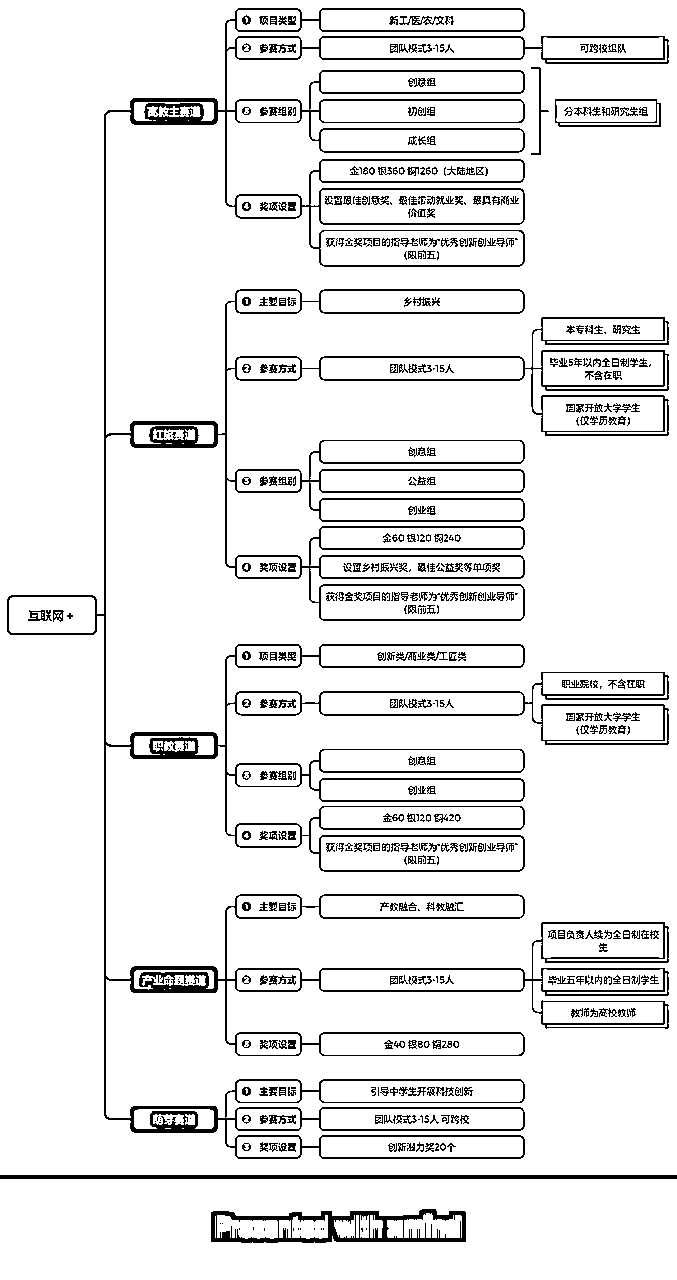 互联网+
高教主赛道
❶ 项目类型
新工/医/农/文科
❷ 参赛方式
团队模式3-15人
可跨校组队
❸ 参赛组别
创意组
初创组
成长组
分本科生和研究生组
❹ 奖项设置
金180 银360 铜1260（大陆地区）
设置最佳创意奖、最佳带动就业奖、最具有商业
价值奖
获得金奖项目的指导老师为“优秀创新创业导师”
(限前五)
红旅赛道
❶ 主要目标
乡村振兴
❷ 参赛方式
团队模式3-15人
本专科生、研究生
毕业5年以内全日制学生，
不含在职
国家开放大学学生
(仅学历教育)
❸ 参赛组别
创意组
公益组
创业组
❹ 奖项设置
金60 银120 铜240
设置乡村振兴奖，最佳公益奖等单项奖
获得金奖项目的指导老师为“优秀创新创业导师”
(限前五)
职教赛道
❶ 项目类型
创新类/商业类/工匠类
❷ 参赛方式
团队模式3-15人
职业院校，不含在职
国家开放大学学生
(仅学历教育)
❸ 参赛组别
创意组
创业组
❹ 奖项设置
金60 银120 铜420
获得金奖项目的指导老师为“优秀创新创业导师”
(限前五)
产业命题赛道
❶ 主要目标
产教融合、科教融汇
❷ 参赛方式
团队模式3-15人
项目负责人续为全日制在校
生
毕业五年以内的全日制学生
教师为高校教师
❸ 奖项设置
金40 银80 铜280
萌芽赛道
❶ 主要目标
引导中学生开展科技创新
❷ 参赛方式
团队模式3-15人 可跨校
❸ 奖项设置
创新潜力奖20个